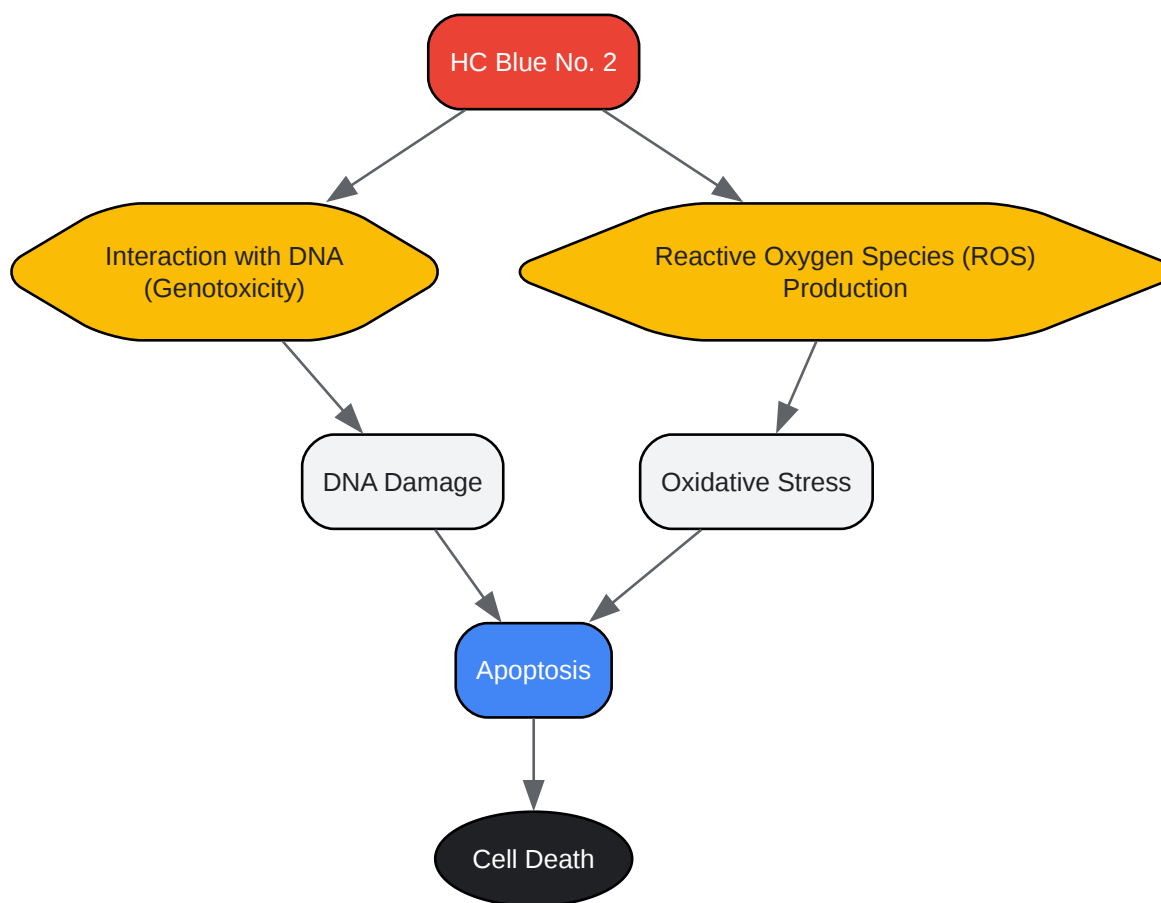 HC Blue No. 2
Interaction with DNA
(Genotoxicity)
Reactive Oxygen Species (ROS)
Production
DNA Damage
Oxidative Stress
Apoptosis
Cell Death